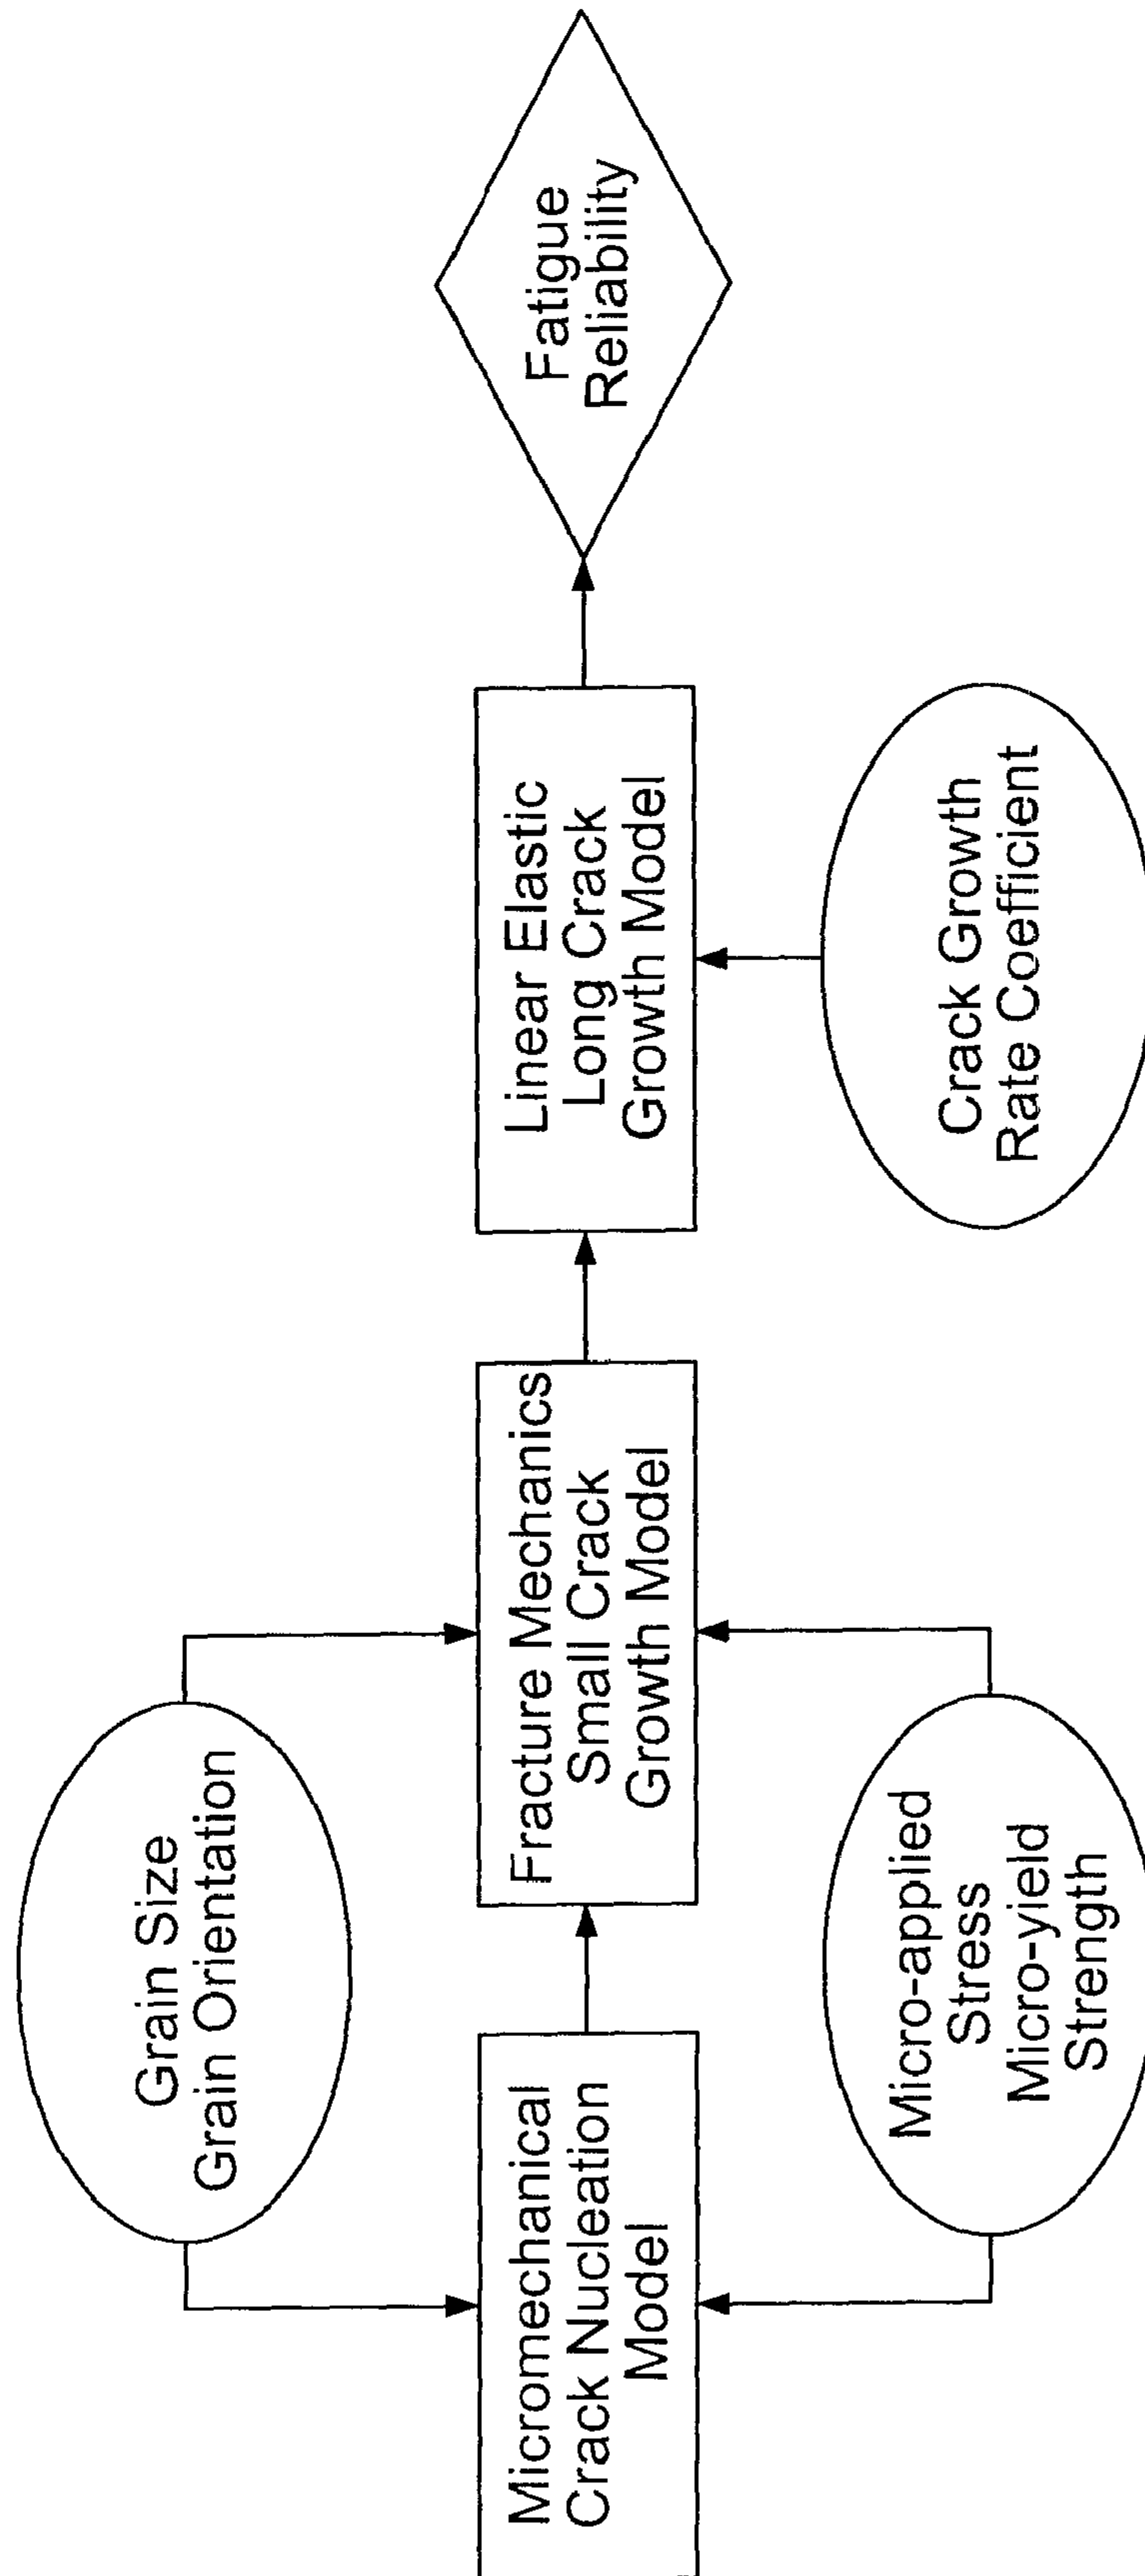 Grain Size
Grain Orientation
Micromechanical
Crack Nucleation
Model
Fracture Mechanics
Small Crack
Growth Model
Linear Elastic
Long Crack
Growth Model
Fatigue
Reliability
Micro-applied
Stress
Micro-yield
Strength
Crack Growth
Rate Coefficient